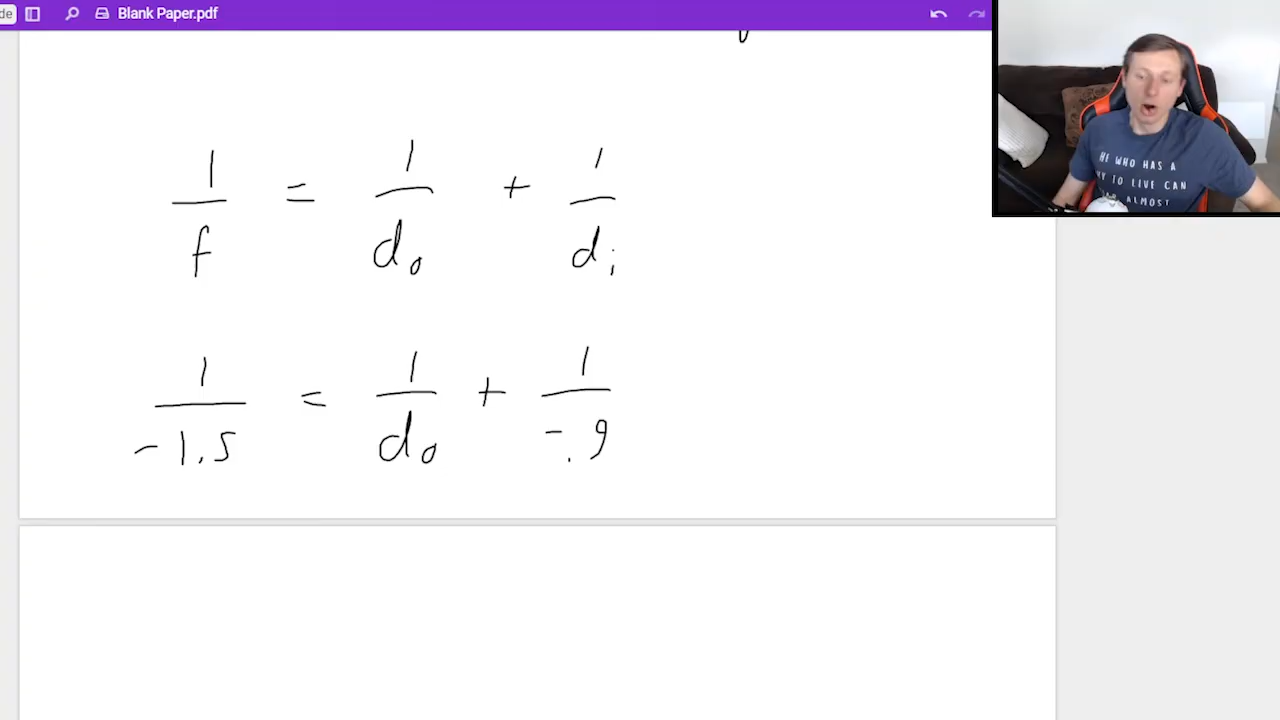 de
Blank Paper.pdf
HE WHO HAS A
TO LIVE CAN
ALMOST
1/f = 1/d₀ + 1/dᵢ
1/-1.5 = 1/d₀ + 1/-.9